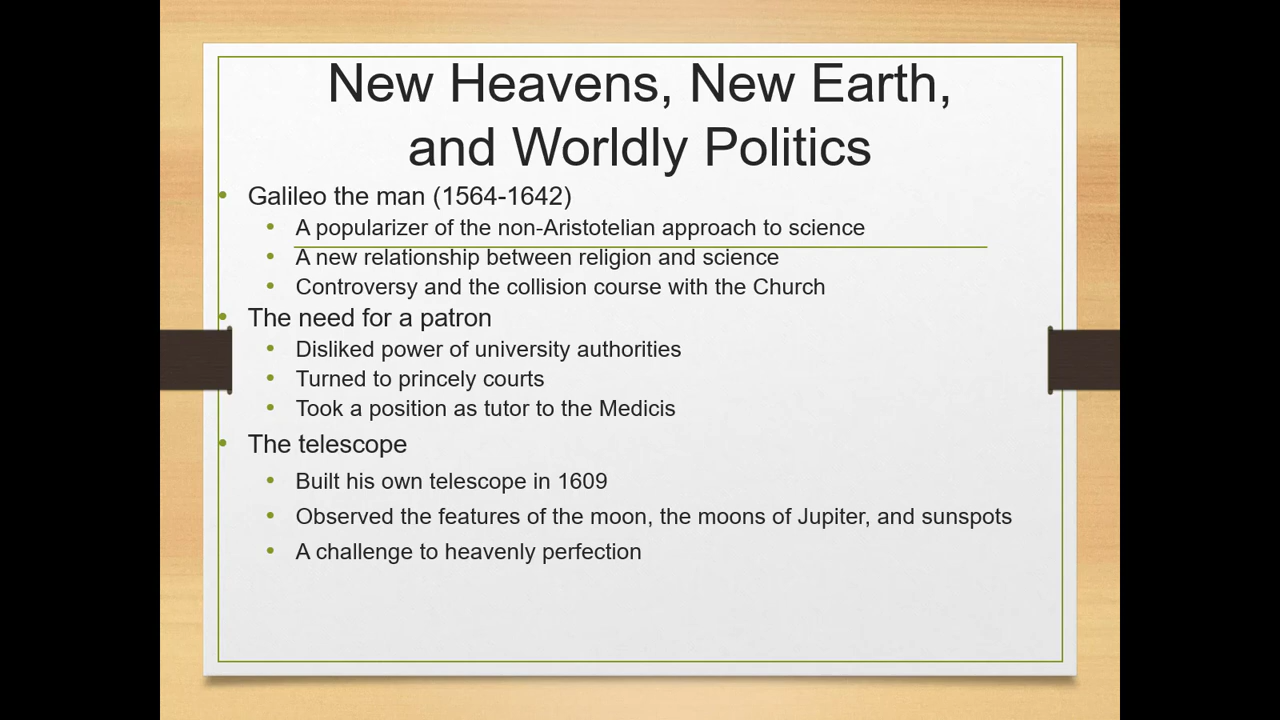 New Heavens, New Earth,
and Worldly Politics
• Galileo the man (1564-1642)
• A popularizer of the non-Aristotelian approach to science
• A new relationship between religion and science
• Controversy and the collision course with the Church
• The need for a patron
• Disliked power of university authorities
• Turned to princely courts
• Took a position as tutor to the Medicis
• The telescope
• Built his own telescope in 1609
• Observed the features of the moon, the moons of Jupiter, and sunspots
• A challenge to heavenly perfection